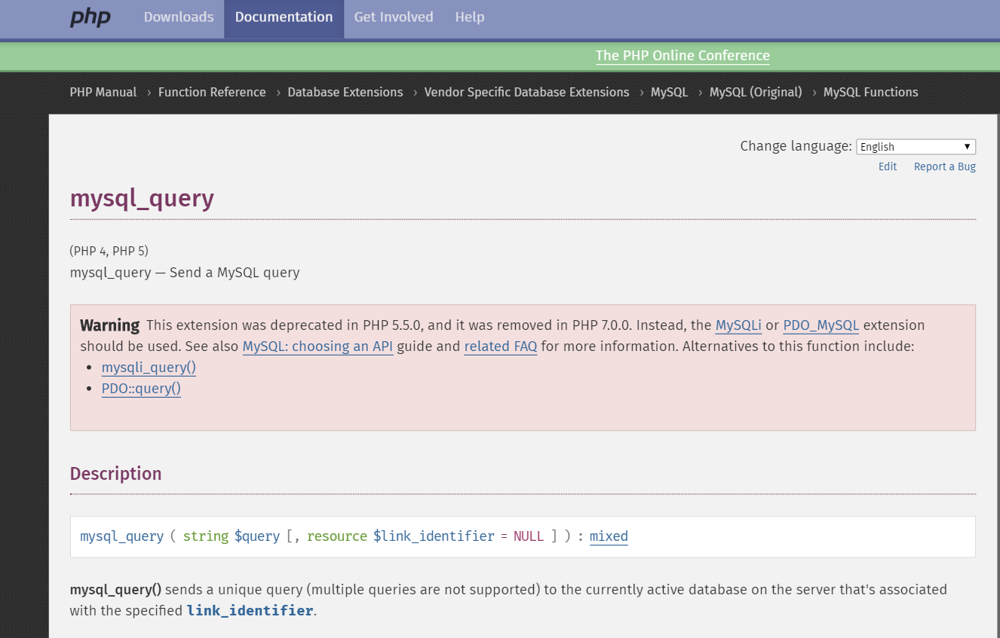 php Downloads Documentation Get Involved Help
The PHP Online Conference
PHP Manual › Function Reference › Database Extensions › Vendor Specific Database Extensions › MySQL › MySQL (Original) › MySQL Functions
Change language: English ▼
Edit Report a Bug
mysql_query
(PHP 4, PHP 5)
mysql_query — Send a MySQL query
Warning This extension was deprecated in PHP 5.5.0, and it was removed in PHP 7.0.0. Instead, the MySQLi or PDO_MySQL extension
should be used. See also MySQL: choosing an API guide and related FAQ for more information. Alternatives to this function include:
• mysqli_query()
• PDO::query()
Description
mysql_query ( string $query [, resource $link_identifier = NULL ] ) : mixed
mysql_query() sends a unique query (multiple queries are not supported) to the currently active database on the server that's associated
with the specified link_identifier.